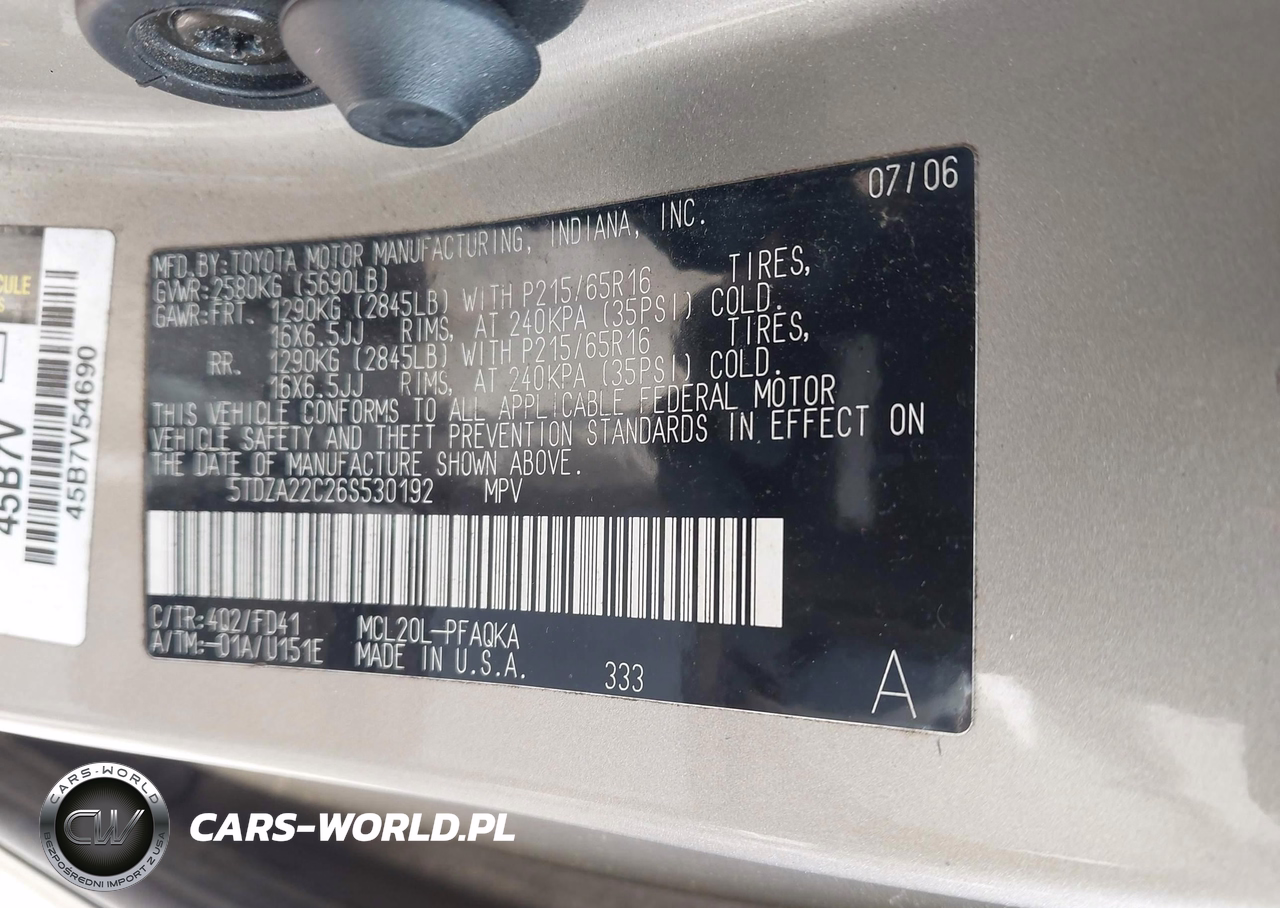 07/06
MFD.BY:TOYOTA MOTOR MANUFACTURING, INDIANA, INC.
GVWR:2580KG (5690LB)
GAWR:FRT. 1290KG (2845LB) WITH P215/65R16 TIRES,
16X6.5JJ RIMS, AT 240KPA (35PSI) COLD.
RR. 1290KG (2845LB) WITH P215/65R16 TIRES,
16X6.5JJ RIMS, AT 240KPA (35PSI) COLD.
THIS VEHICLE CONFORMS TO ALL APPLICABLE FEDERAL MOTOR
VEHICLE SAFETY AND THEFT PREVENTION STANDARDS IN EFFECT ON
THE DATE OF MANUFACTURE SHOWN ABOVE.
5TDZA22C26S530192 MPV
C/TR:4Q2/FD41 MCL20L-PFAQKA
A/TM:-01A/U151E MADE IN U.S.A. 333
A
45B7V
45B7V54690
CARS-WORLD
CW
BEZPOŚREDNI IMPORT Z USA
CARS-WORLD.PL